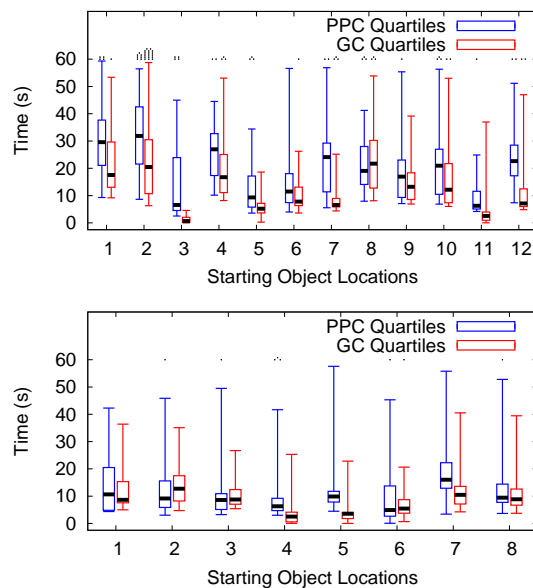 PPC Quartiles
GC Quartiles
60
50
40
30
20
10
0
Time (s)
1 2 3 4 5 6 7 8 9 10 11 12
Starting Object Locations
PPC Quartiles
GC Quartiles
60
50
40
30
20
10
0
Time (s)
1 2 3 4 5 6 7 8
Starting Object Locations